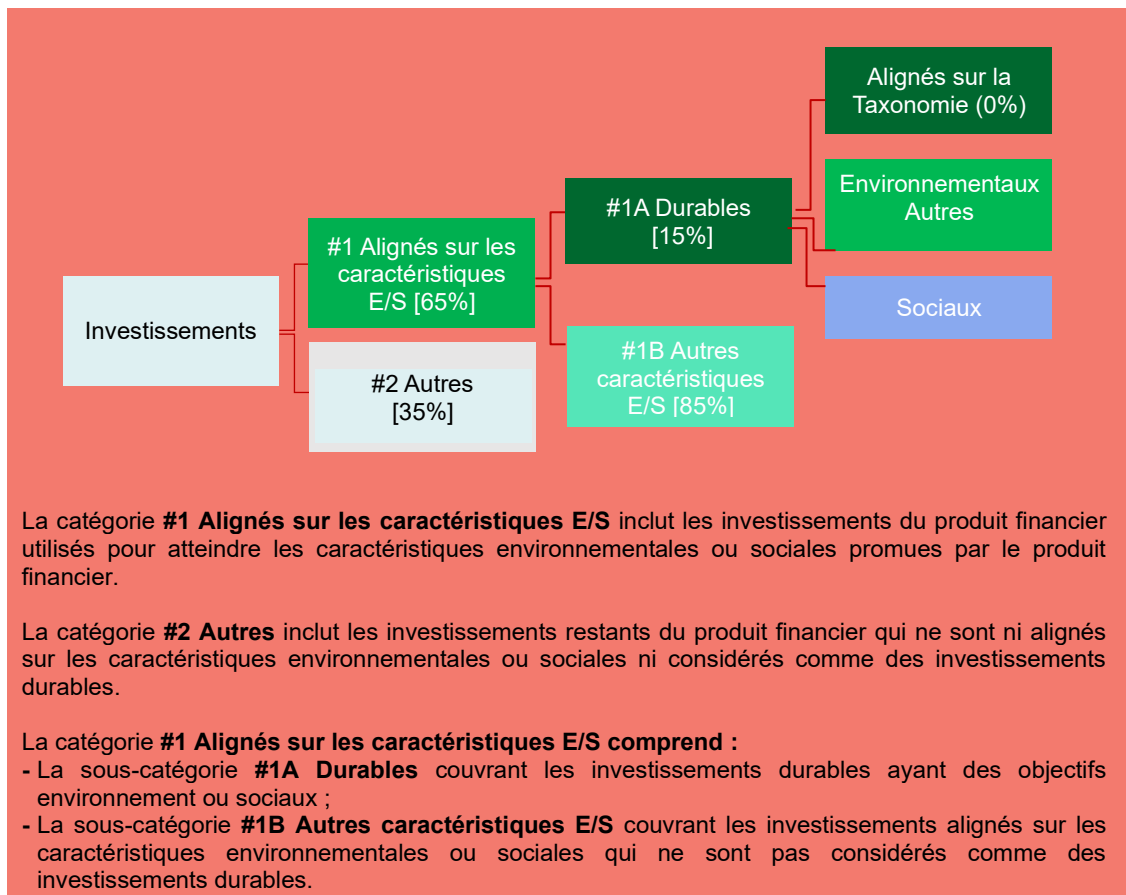 Alignés sur la
Taxonomie (0%)
Environnementaux
Autres
#1A Durables
[15%]
#1 Alignés sur les
caractéristiques
E/S [65%]
Sociaux
Investissements
#1B Autres
caractéristiques
E/S [85%]
#2 Autres
[35%]
La catégorie #1 Alignés sur les caractéristiques E/S inclut les investissements du produit financier
utilisés pour atteindre les caractéristiques environnementales ou sociales promues par le produit
financier.
La catégorie #2 Autres inclut les investissements restants du produit financier qui ne sont ni alignés
sur les caractéristiques environnementales ou sociales ni considérés comme des investissements
durables.
La catégorie #1 Alignés sur les caractéristiques E/S comprend :
- La sous-catégorie #1A Durables couvrant les investissements durables ayant des objectifs
environnement ou sociaux ;
- La sous-catégorie #1B Autres caractéristiques E/S couvrant les investissements alignés sur les
caractéristiques environnementales ou sociales qui ne sont pas considérés comme des
investissements durables.